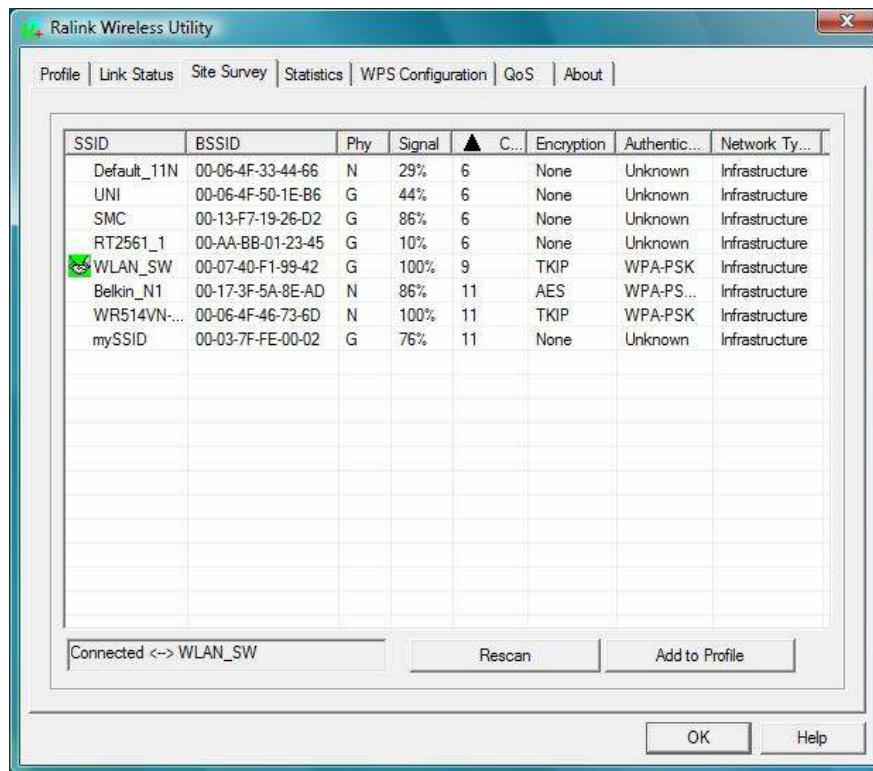 Ralink Wireless Utility
Profile Link Status Site Survey Statistics WPS Configuration QoS About
SSID BSSID Phy Signal C... Encryption Authentic... Network Ty...
Default_11N 00-06-4F-33-44-66 N 29% 6 None Unknown Infrastructure
UNI 00-06-4F-50-1E-B6 G 44% 6 None Unknown Infrastructure
SMC 00-13-F7-19-26-D2 G 86% 6 None Unknown Infrastructure
RT2561_1 00-AA-BB-01-23-45 G 10% 6 None Unknown Infrastructure
WLAN_SW 00-07-40-F1-99-42 G 100% 9 TKIP WPA-PSK Infrastructure
Belkin_N1 00-17-3F-5A-8E-AD N 86% 11 AES WPA-PS... Infrastructure
WR514VN-... 00-06-4F-46-73-6D N 100% 11 TKIP WPA-PSK Infrastructure
mySSID 00-03-7F-FE-00-02 G 76% 11 None Unknown Infrastructure
Connected <--> WLAN_SW Rescan Add to Profile
OK Help